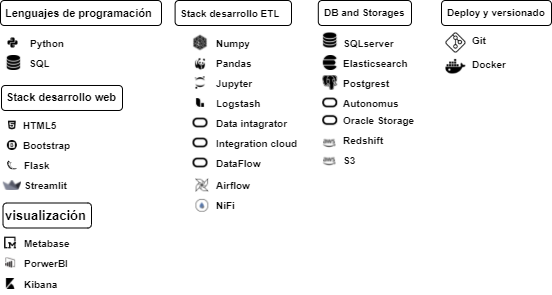 Lenguajes de programación
Python
SQL
Stack desarrollo web
HTML5
Bootstrap
Flask
Streamlit
visualización
Metabase
PorwerBI
Kibana
Stack desarrollo ETL
Numpy
Pandas
Jupyter
Logstash
Data intagrator
Integration cloud
DataFlow
Airflow
NiFi
DB and Storages
SQLserver
Elasticsearch
Postgrest
Autonomus
Oracle Storage
Redshift
S3
Deploy y versionado
Git
Docker